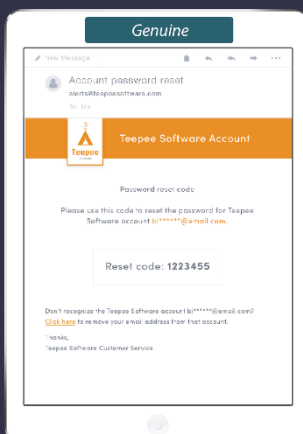 Genuine
New Message
Account password reset
alerts@teepeesoftware.com
To: Me
Teepee
Teepee Software Account
Password reset code
Please use this code to reset the password for Teepee
Software account bi******@email.com.
Reset code: 1223455
Don't recognize the Teepee Software account bi******@email.com?
Click here to remove your email address from that account.
Thanks,
Teepee Software Customer Service